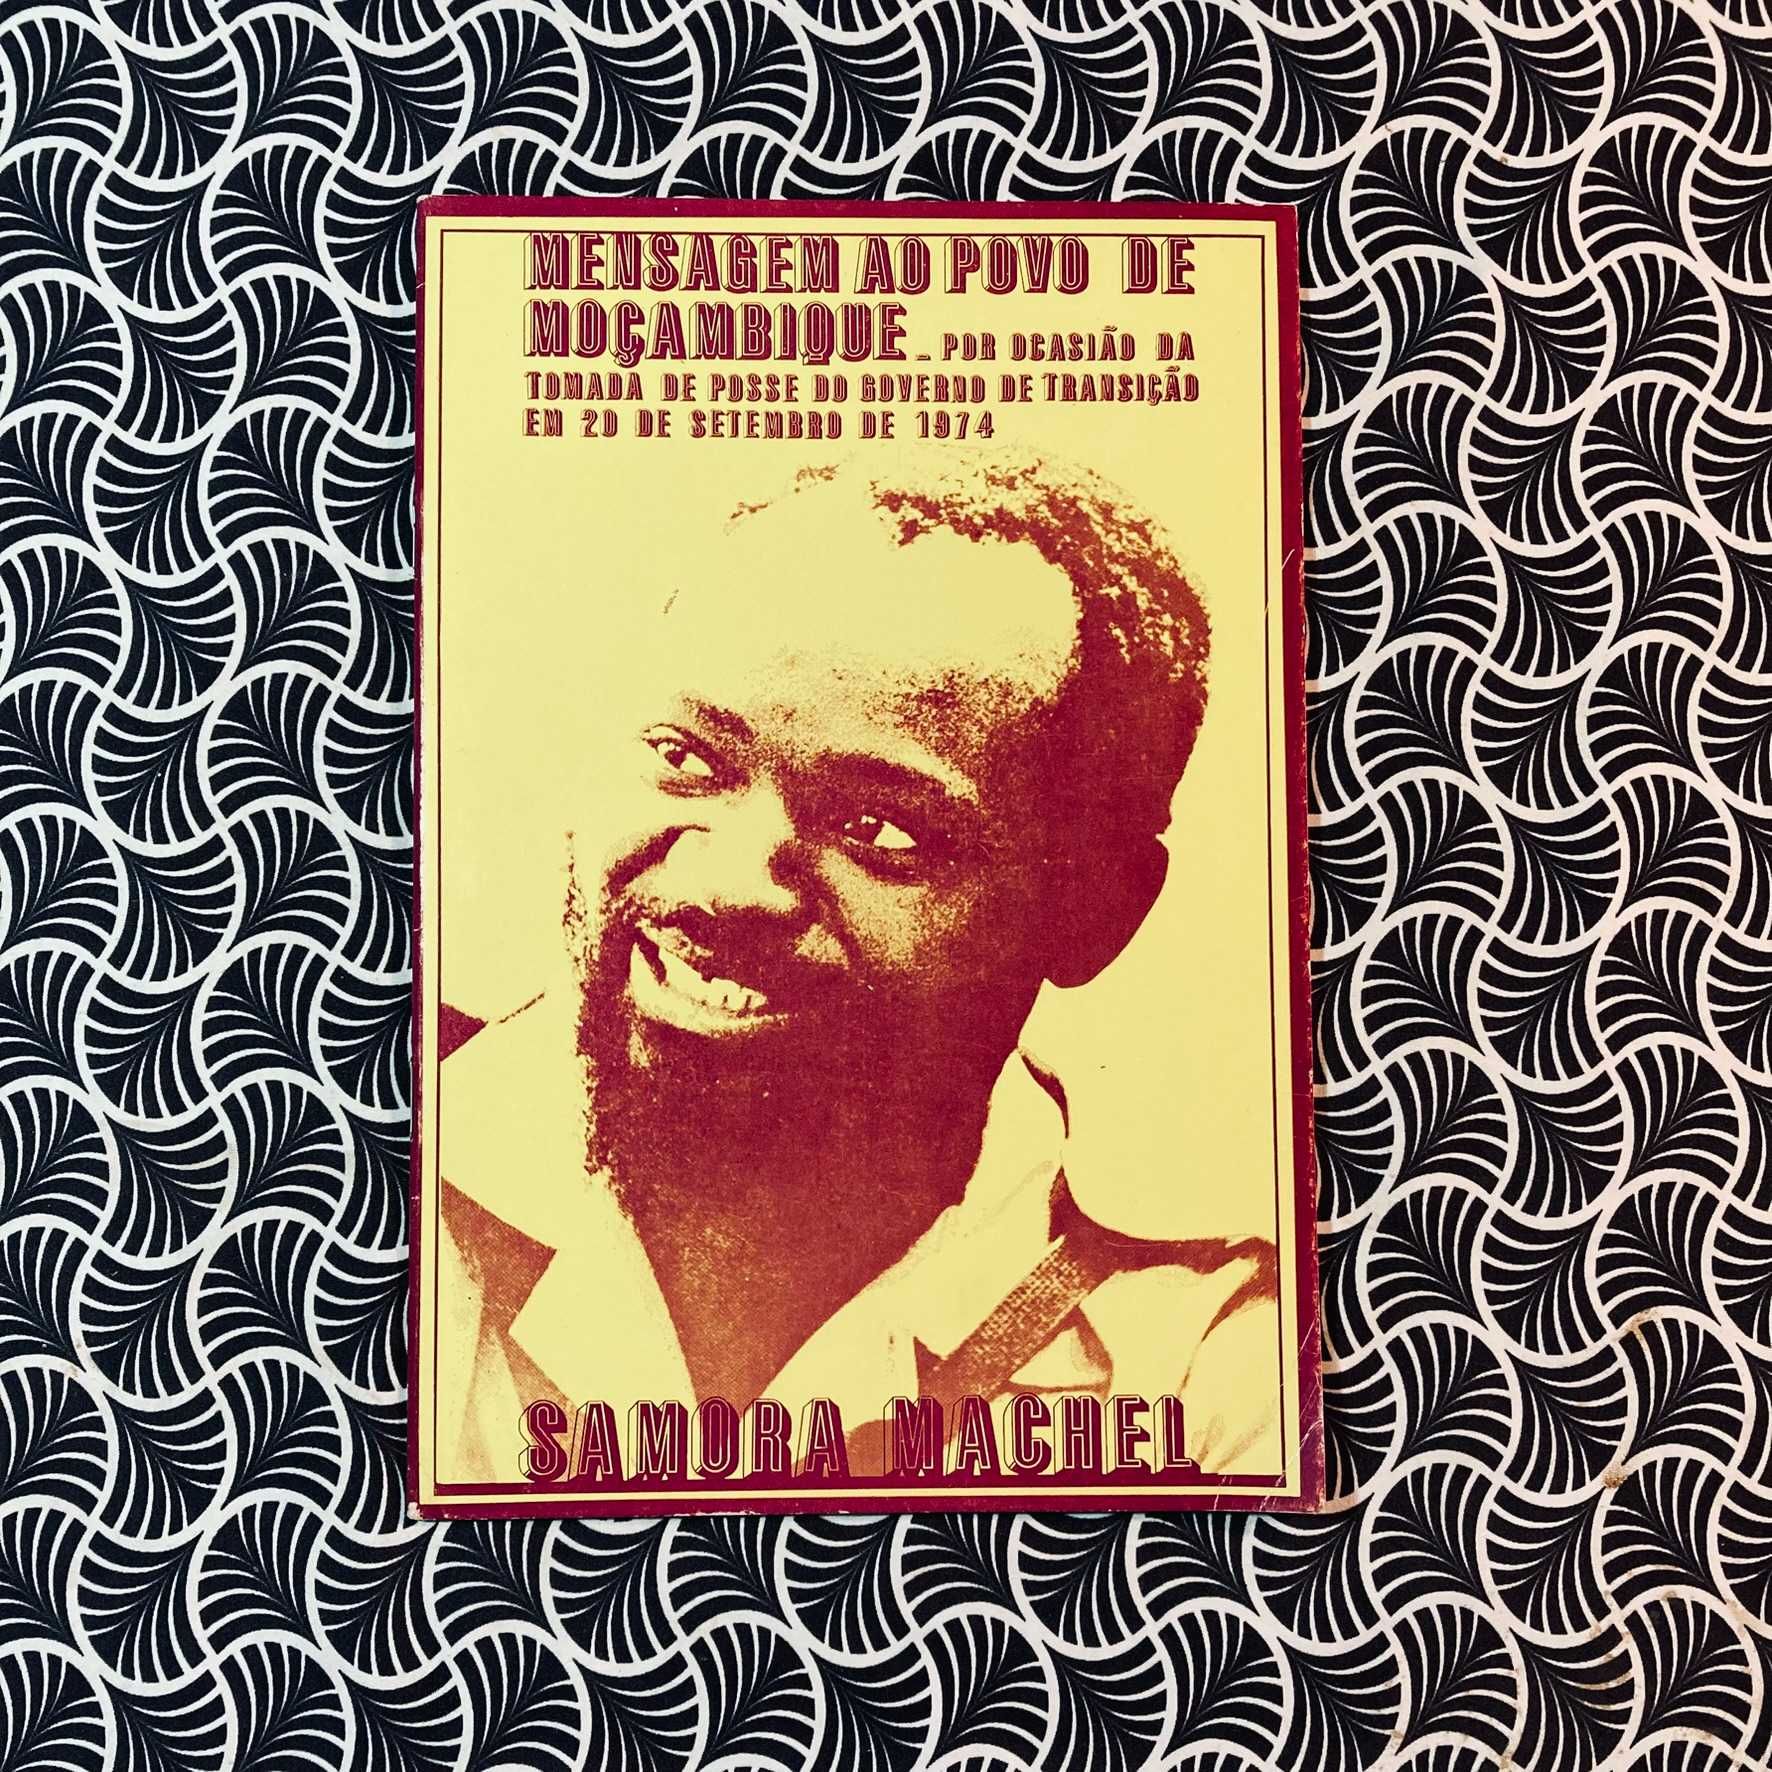 MENSAGEM AO POVO DE
MOÇAMBIQUE _ POR OCASIÃO DA
TOMADA DE POSSE DO GOVERNO DE TRANSIÇÃO
EM 20 DE SETEMBRO DE 1974
SAMORA MACHEL